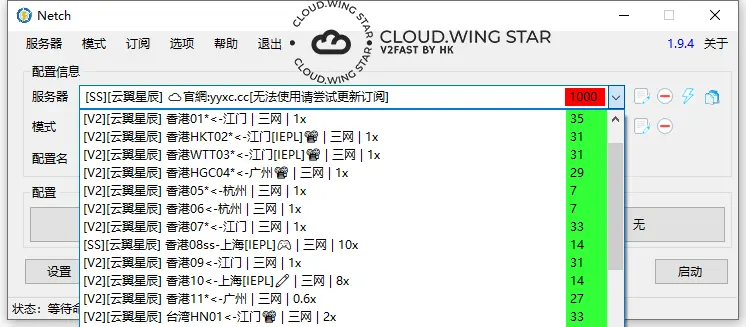 Netch
服务器 模式 订阅 选项 帮助 退出
CLOUD.WING STAR
CLOUD.WING STAR
CLOUD.WING STAR
V2FAST BY HK
1.9.4 关于
配置信息
服务器 [SS][云翼星辰] 官網:yyxc.cc[无法使用请尝试更新订阅] 1000
[V2][云翼星辰] 香港01*<-江门 | 三网 | 1x 35
模式
[V2][云翼星辰] 香港HKT02*<-江门[IEPL]📽 | 三网 | 1x 31
[V2][云翼星辰] 香港WTT03*<-江门[IEPL]📽 | 三网 | 1x 31
配置名
[V2][云翼星辰] 香港HGC04*<-广州📽 | 三网 | 1x 29
[V2][云翼星辰] 香港05*<-杭州 | 三网 | 1x 7
配置
[V2][云翼星辰] 香港06<-杭州 | 三网 | 1x 7
[V2][云翼星辰] 香港07*<-江门 | 三网 | 1x 33
无
[SS][云翼星辰] 香港08ss-上海[IEPL]🎮 | 三网 | 10x 14
[V2][云翼星辰] 香港09<-江门 | 三网 | 1x 31
设置
[V2][云翼星辰] 香港10<-上海[IEPL]🖊 | 三网 | 8x 14
启动
[V2][云翼星辰] 香港11*<-广州 | 三网 | 0.6x 27
状态：等待命
[V2][云翼星辰] 台湾HN01<-江门📽 | 三网 | 2x 33